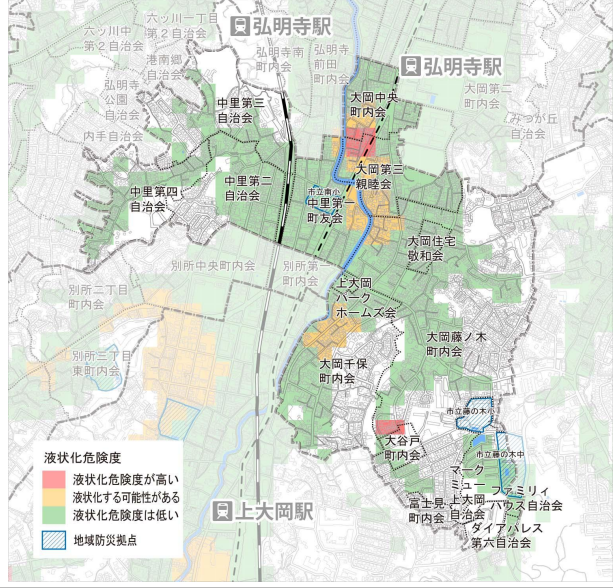 六ッ川一丁目
第2自治会
六ッ川中
第2自治会
弘明寺駅
港南郷
自治会
弘明寺南
町内会
弘明寺
前田
町内会
弘明寺駅
弘明寺
公園
自治会
内手自治会
中里第三
自治会
大岡中央
町内会
大岡第二
町内会
みつが丘
自治会
中里第四
自治会
中里第二
自治会
市立南小
中里第一
町友会
大岡第三
親睦会
大岡住宅
敬和会
別所中央町内会
別所第一
町内会
別所二丁目
町内会
上大岡
パーク
ホームズ会
別所三丁目
東町内会
大岡千保
町内会
大岡藤ノ木
町内会
市立藤の木小
大谷戸
町内会
市立藤の木中
マーク
ミュー
上大岡
自治会
ファミリィ
ハウス自治会
富士見
町内会
ダイアパレス
第六自治会
上大岡駅
液状化危険度
液状化危険度が高い
液状化する可能性がある
液状化危険度は低い
地域防災拠点